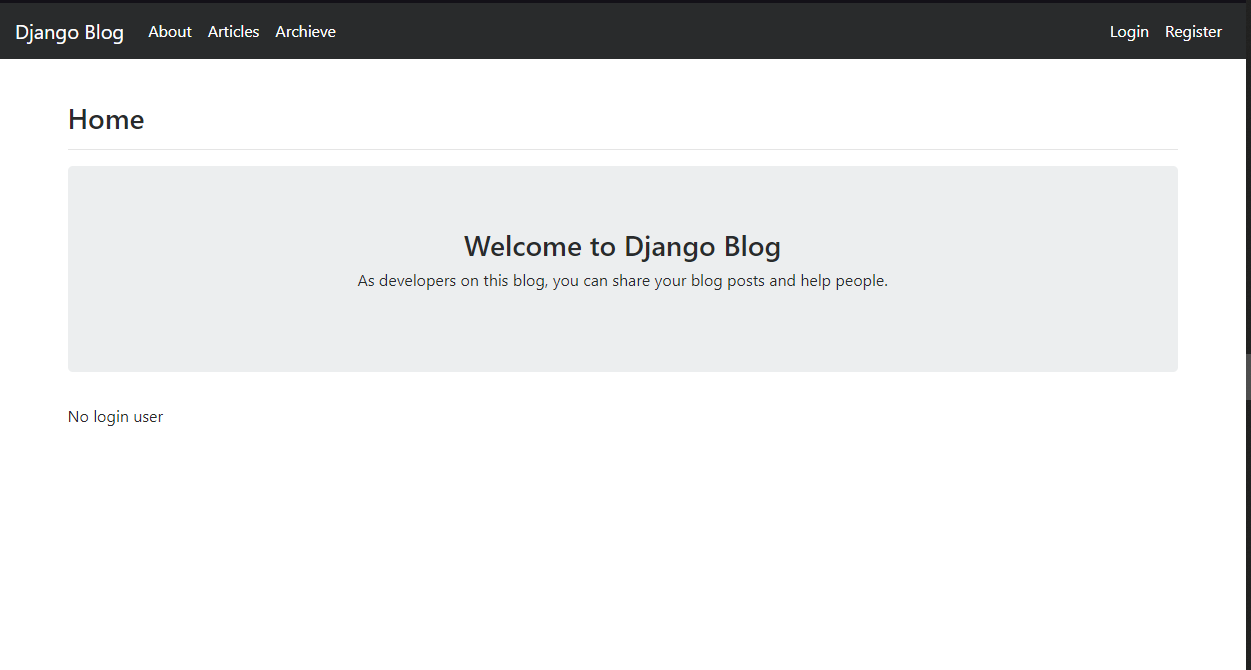 Django Blog About Articles Archieve Login Register
Home
Welcome to Django Blog
As developers on this blog, you can share your blog posts and help people.
No login user